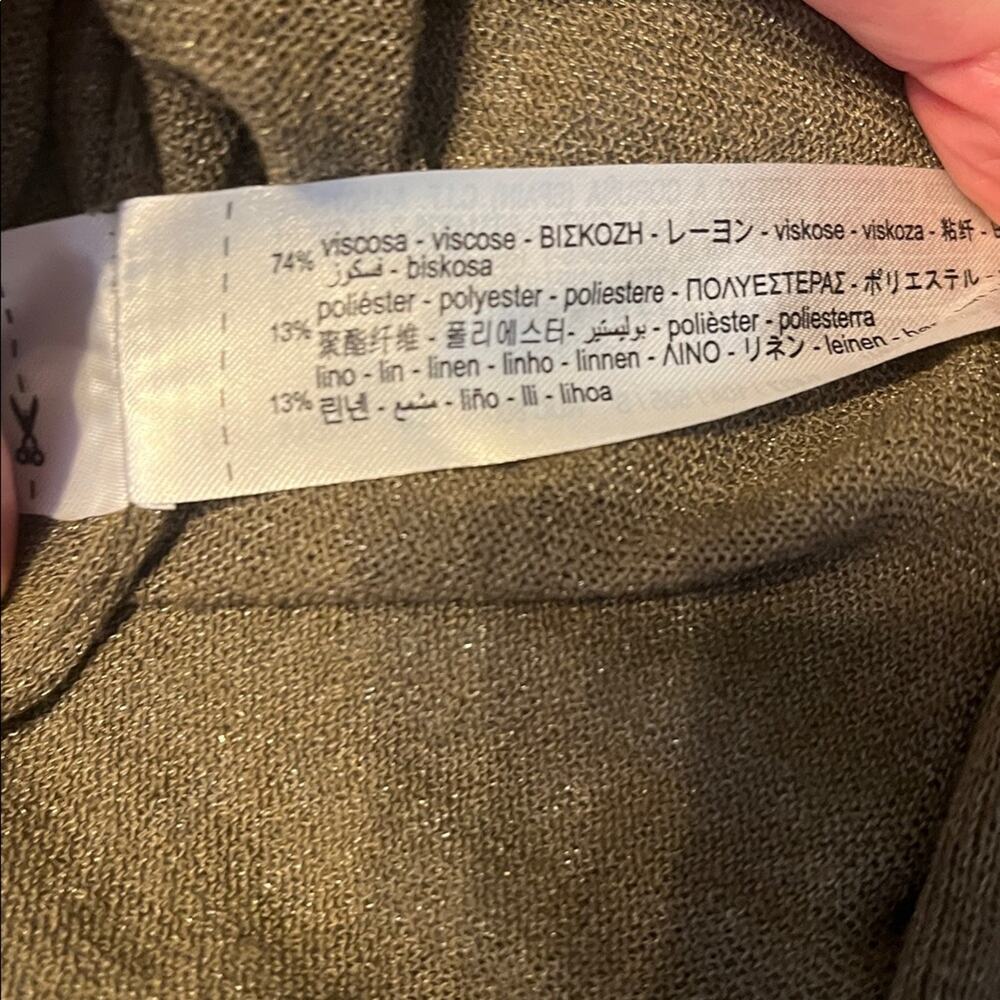 74% viscosa - viscose - ΒΙΣΚΟΖΗ - レーヨン - viskose - viskoza - 粘纤 -
فسكوز - biskosa
poliéster - polyester - poliestere - ΠΟΛΥΕΣΤΕΡΑΣ - ポリエステル -
13% 聚酯纤维 - 폴리에스터 - بوليستير - polièster - poliesterra
lino - lin - linen - linho - linnen - ΛΙΝΟ - リネン - leinen -
13% 린넨 - مشمع - liño - lli - lihoa